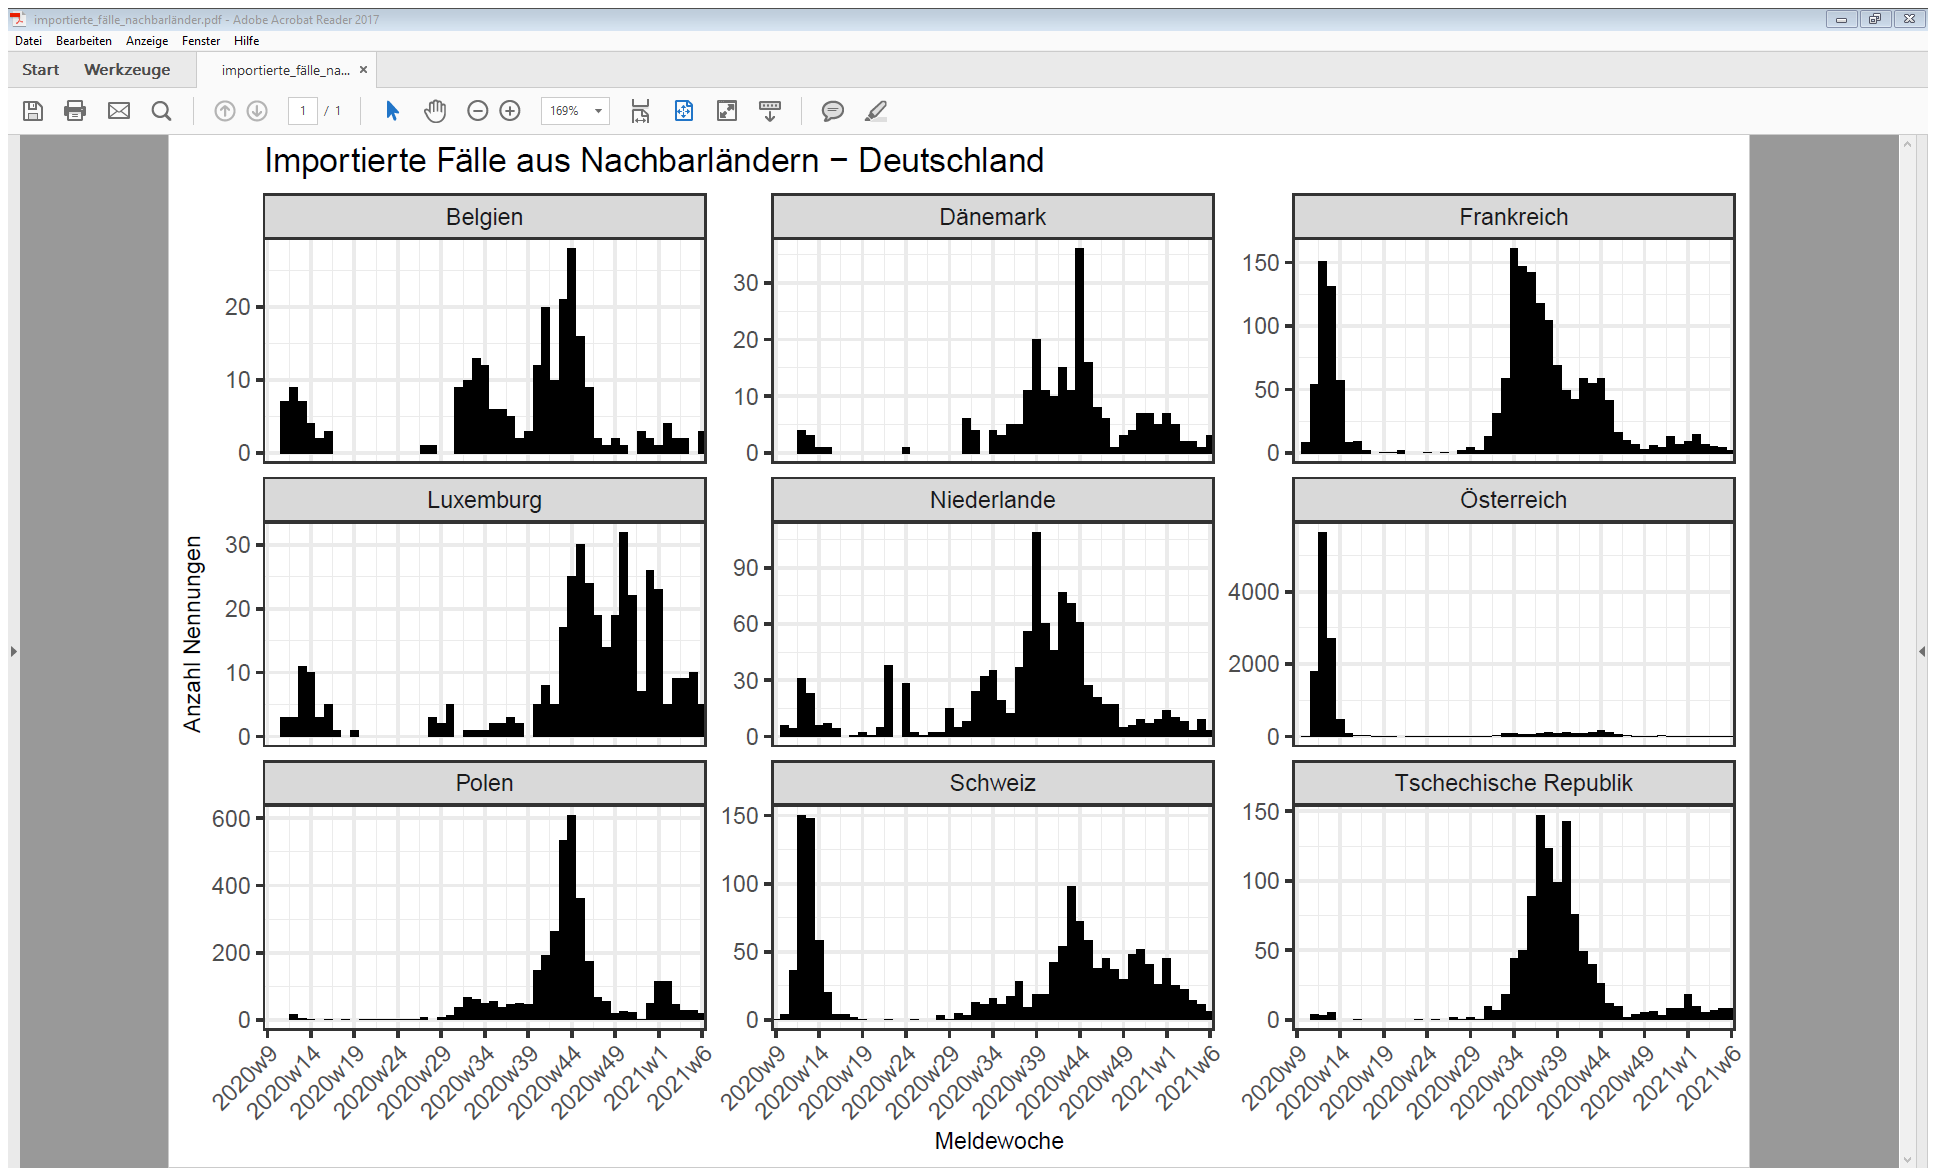 importierte_fälle_nachbarländer.pdf - Adobe Acrobat Reader 2017
Datei Bearbeiten Anzeige Fenster Hilfe
Start Werkzeuge importierte_fälle_na... ×
1 / 1 169%
Importierte Fälle aus Nachbarländern − Deutschland
Belgien Dänemark Frankreich
20
10
0
30
20
10
0
150
100
50
0
Luxemburg Niederlande Österreich
30
20
10
0
90
60
30
0
4000
2000
0
Polen Schweiz Tschechische Republik
600
400
200
0
150
100
50
0
150
100
50
0
Anzahl Nennungen
2020w9 2020w14 2020w19 2020w24 2020w29 2020w34 2020w39 2020w44 2020w49 2021w1 2021w6
2020w9 2020w14 2020w19 2020w24 2020w29 2020w34 2020w39 2020w44 2020w49 2021w1 2021w6
2020w9 2020w14 2020w19 2020w24 2020w29 2020w34 2020w39 2020w44 2020w49 2021w1 2021w6
Meldewoche